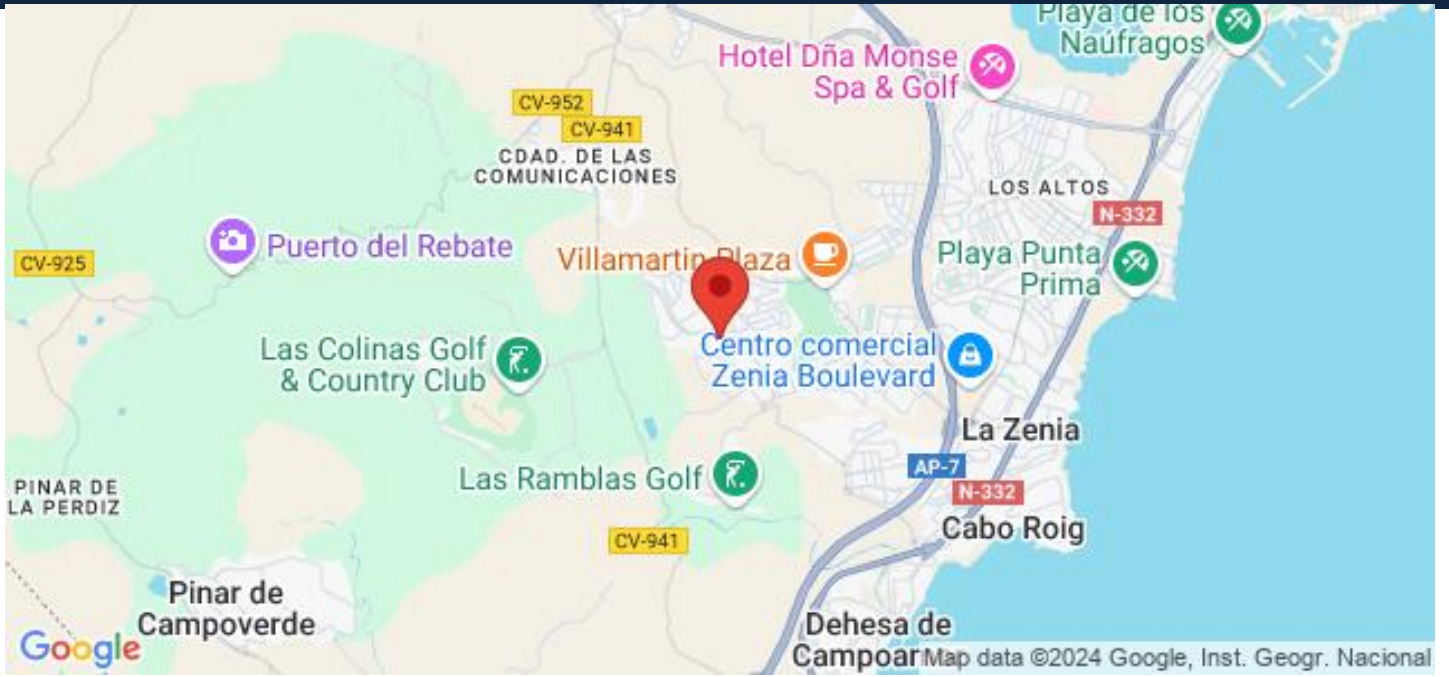 Playa de los
Naúfragos
Hotel Dña Monse
Spa & Golf
CV-952
CV-941
CDAD. DE LAS
COMUNICACIONES
LOS ALTOS
N-332
Puerto del Rebate
CV-925
Villamartin Plaza
Playa Punta
Prima
Las Colinas Golf
& Country Club
Centro comercial
Zenia Boulevard
La Zenia
AP-7
N-332
Las Ramblas Golf
PINAR DE
LA PERDIZ
CV-941
Cabo Roig
Pinar de
Campoverde
Dehesa de
Google
Map data ©2024 Google, Inst. Geogr. Nacional